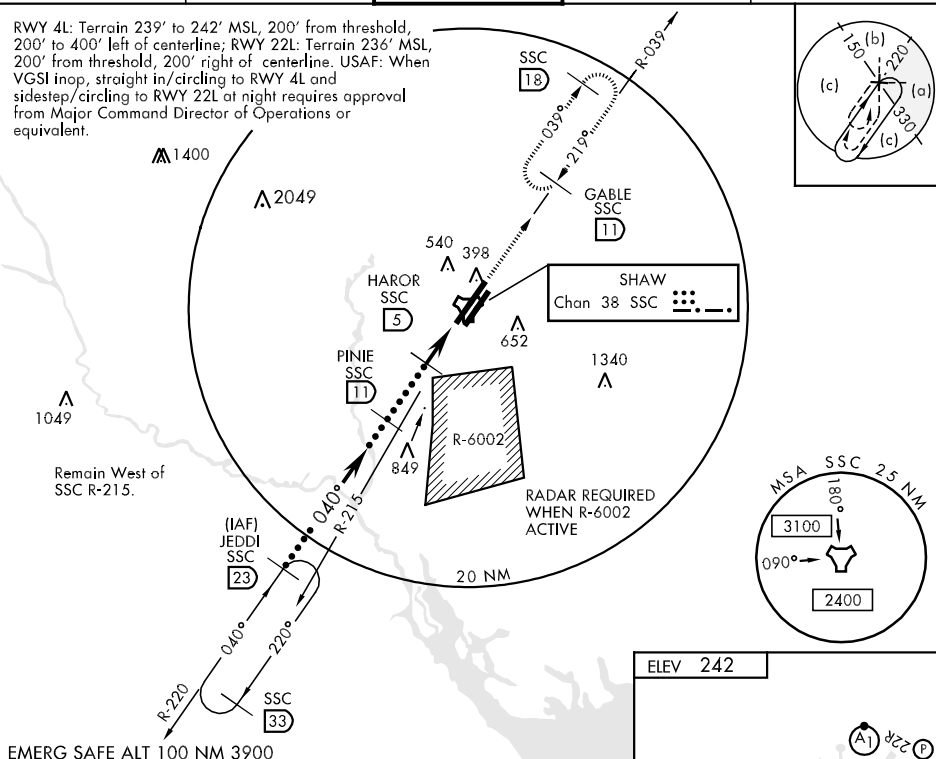 RWY 4L: Terrain 239' to 242' MSL, 200' from threshold,
200' to 400' left of centerline; RWY 22L: Terrain 236' MSL,
200' from threshold, 200' right of centerline. USAF: When
VGSI inop, straight in/circling to RWY 4L and
sidestep/circling to RWY 22L at night requires approval
from Major Command Director of Operations or
equivalent.
R-039
SSC
18
039°
219°
150
(b)
220
(c)
(a)
330
(c)
1400
2049
GABLE
SSC
11
540
398
HAROR
SSC
5
SHAW
Chan 38 SSC
652
PINIE
SSC
11
1340
1049
R-6002
849
Remain West of
SSC R-215.
RADAR REQUIRED
WHEN R-6002
ACTIVE
040°
R-215
(IAF)
JEDDI
SSC
23
20 NM
MSA SSC 25 NM
180°
3100
090°
2400
040°
220°
R-220
SSC
33
ELEV 242
A1
22R
P
EMERG SAFE ALT 100 NM 3900